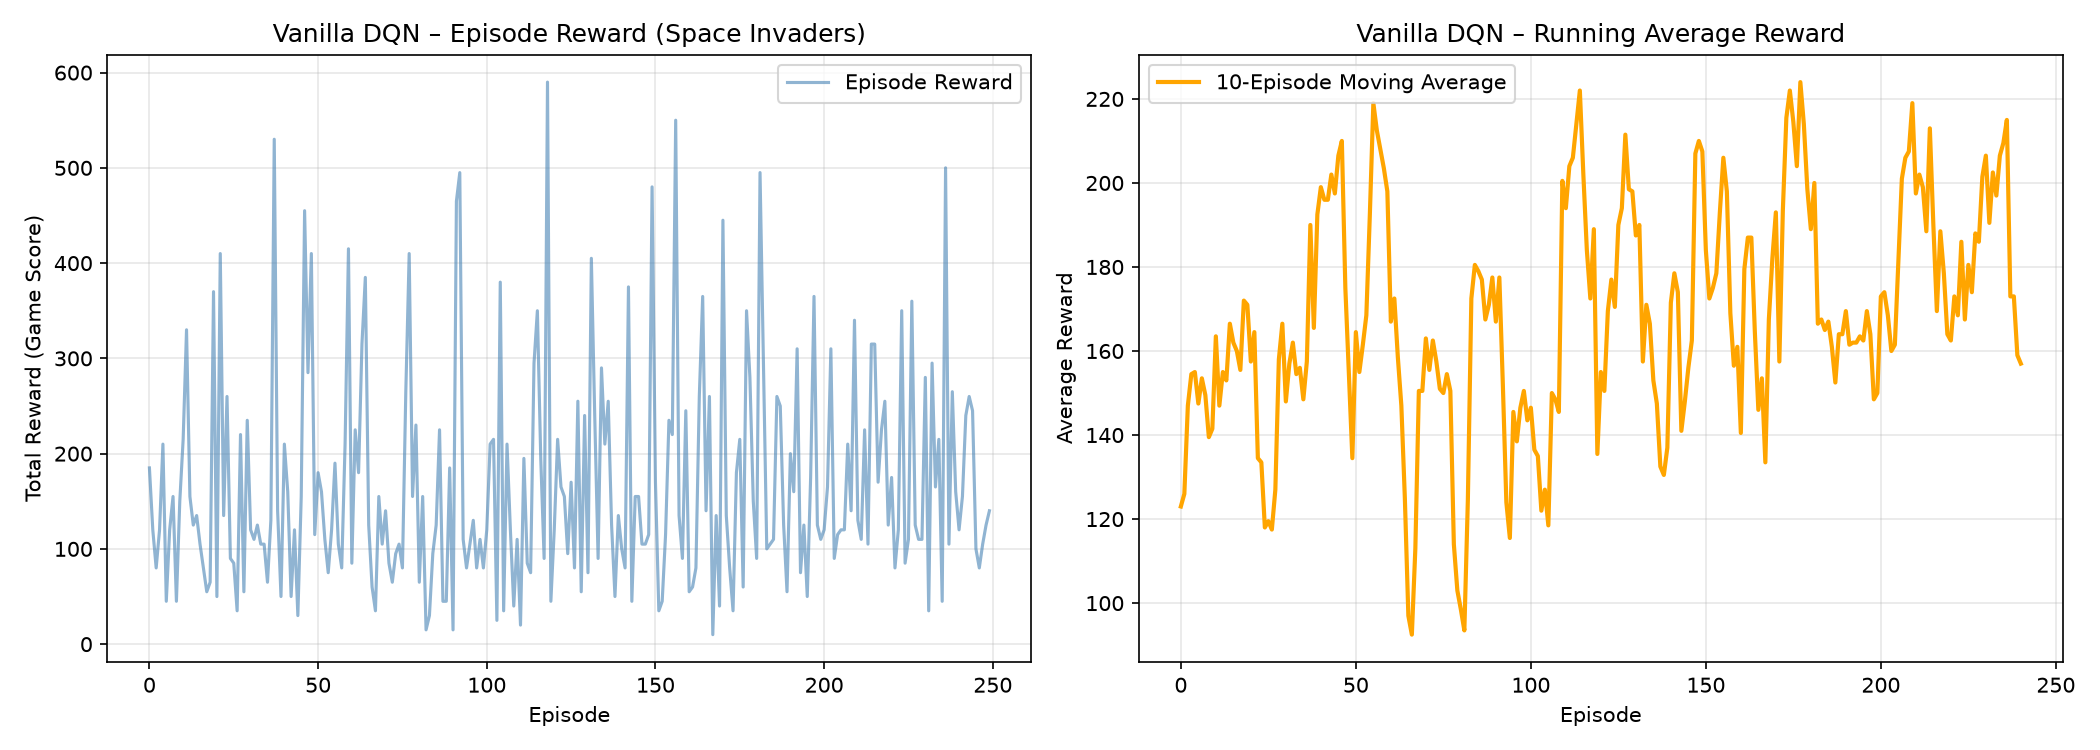 Vanilla DQN – Episode Reward (Space Invaders)
Episode Reward
Total Reward (Game Score)
600
500
400
300
200
100
0
0 50 100 150 200 250
Episode
Vanilla DQN – Running Average Reward
10-Episode Moving Average
Average Reward
220
200
180
160
140
120
100
0 50 100 150 200 250
Episode